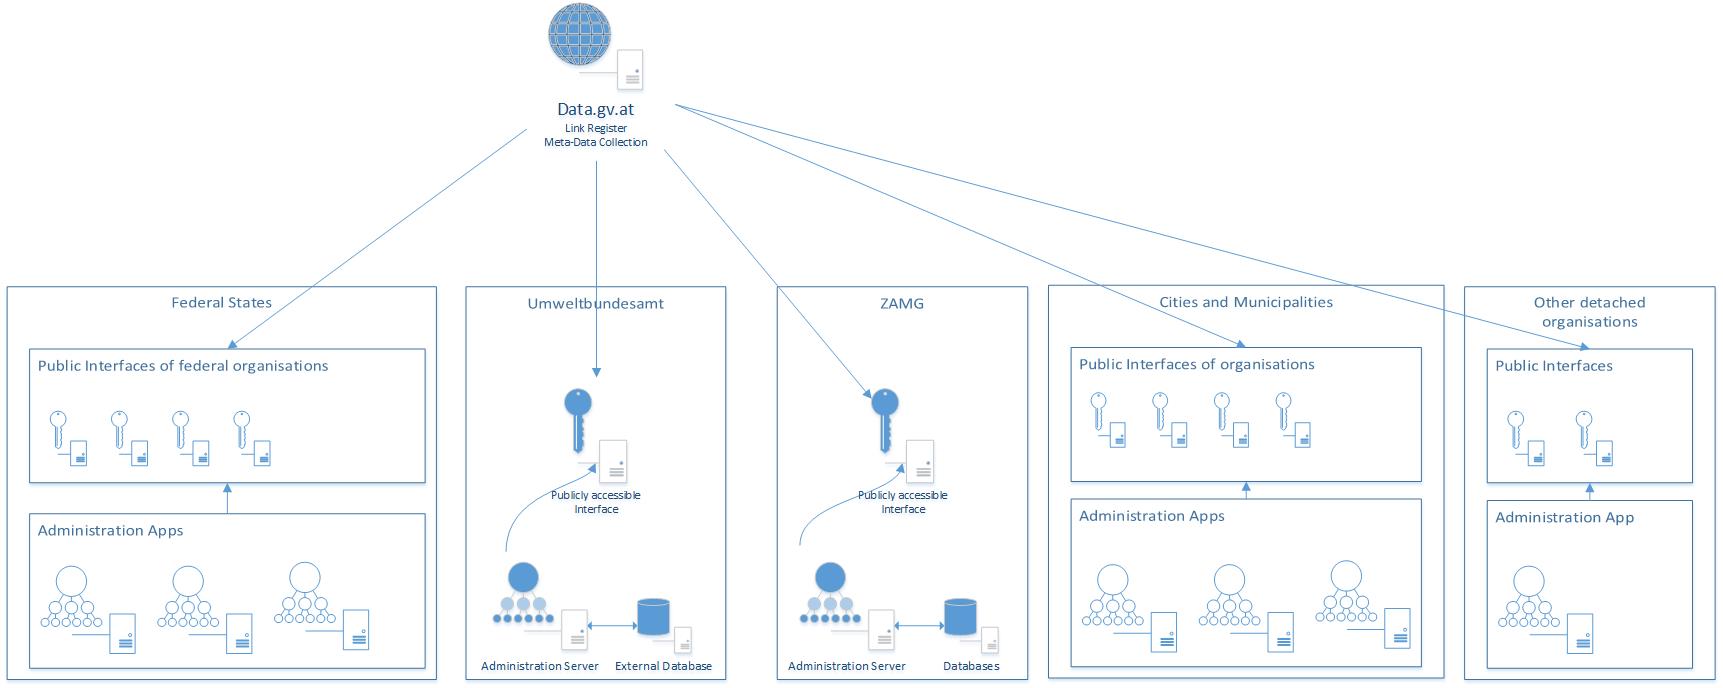 Data.gv.at
Link Register
Meta-Data Collection
Federal States
Public Interfaces of federal organisations
Administration Apps
Umweltbundesamt
Publicly accessible
Interface
Administration Server
External Database
ZAMG
Publicly accessible
Interface
Administration Server
Databases
Cities and Municipalities
Public Interfaces of organisations
Administration Apps
Other detached
organisations
Public Interfaces
Administration App